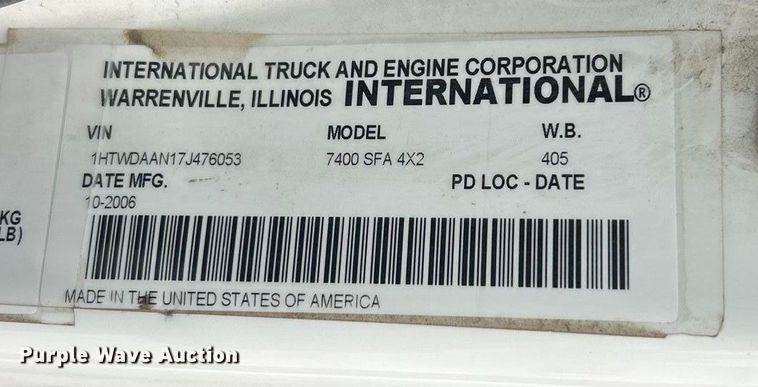 INTERNATIONAL TRUCK AND ENGINE CORPORATION
WARRENVILLE, ILLINOIS INTERNATIONAL®
VIN MODEL W.B.
1HTWDAAN17J476053 7400 SFA 4X2 405
DATE MFG. PD LOC - DATE
10-2006
KG
LB)
MADE IN THE UNITED STATES OF AMERICA
Purple Wave Auction